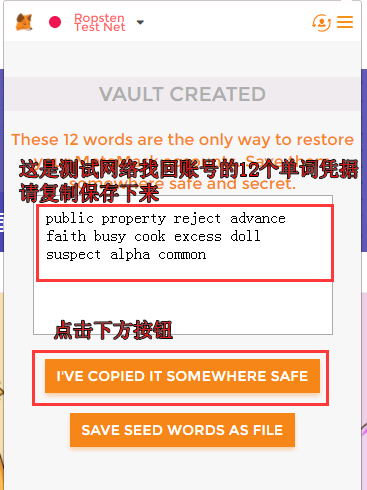 Ropsten
Test Net
VAULT CREATED
These 12 words are the only way to restore
这是测试网络找回账号的12个单词凭据
请复制保存下来
somewhere safe and secret.
public property reject advance
faith busy cook excess doll
suspect alpha common
点击下方按钮
I'VE COPIED IT SOMEWHERE SAFE
SAVE SEED WORDS AS FILE